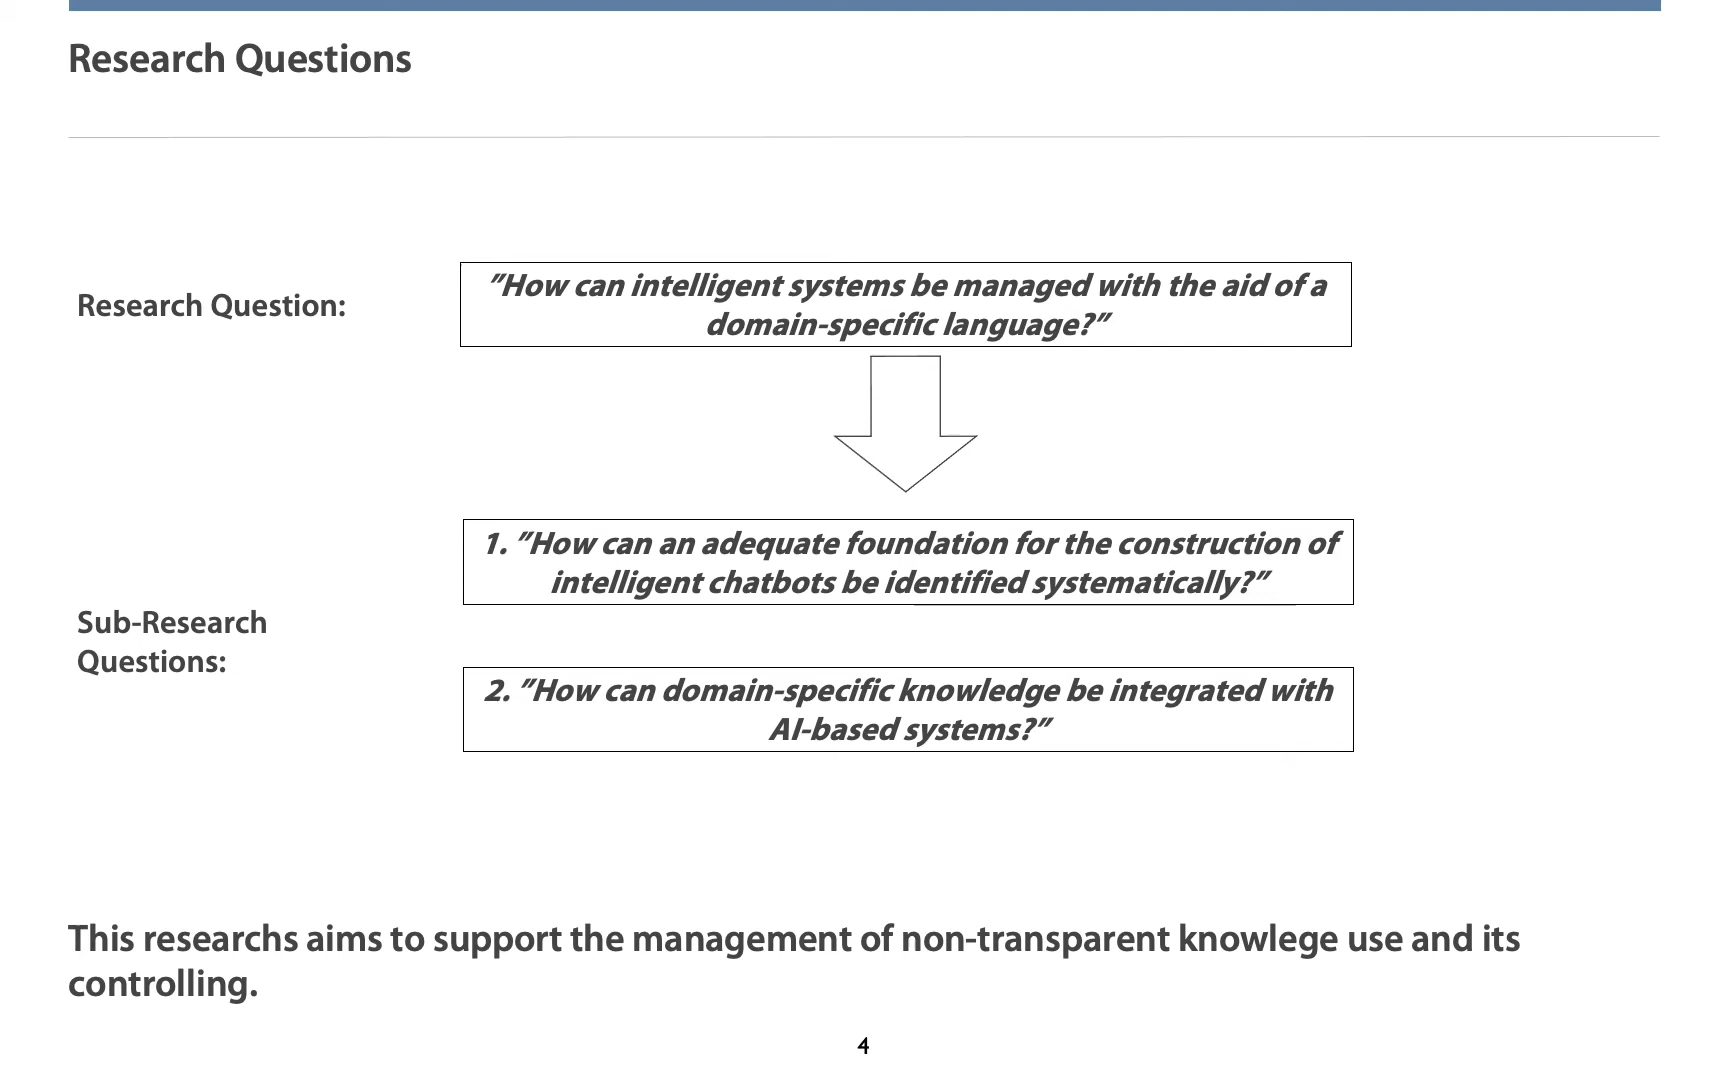 Research Questions
Research Question:
”How can intelligent systems be managed with the aid of a
domain-specific language?”
1. ”How can an adequate foundation for the construction of
intelligent chatbots be identified systematically?”
Sub-Research
Questions:
2. ”How can domain-specific knowledge be integrated with
AI-based systems?”
This researchs aims to support the management of non-transparent knowlege use and its
controlling.
4